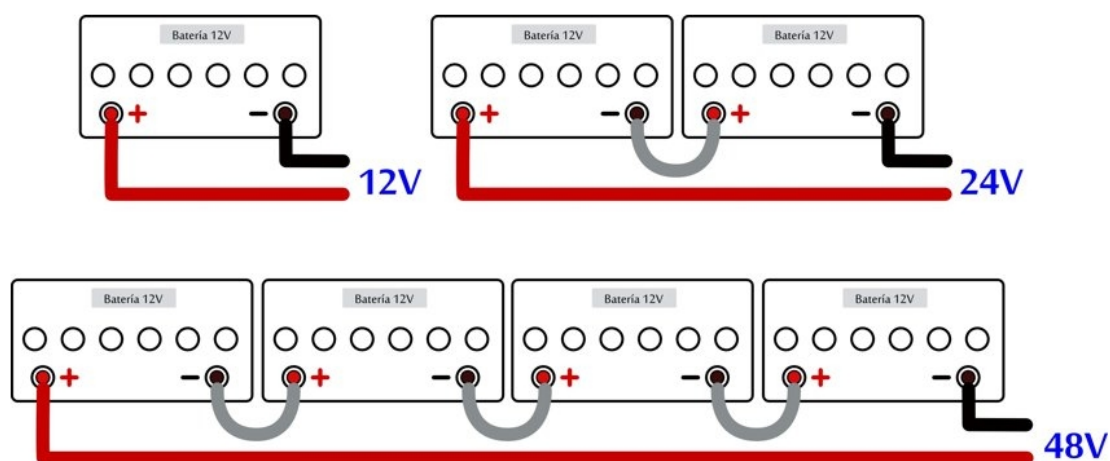 Batería 12V
+ −
12V
Batería 12V Batería 12V
+ − + −
24V
Batería 12V Batería 12V Batería 12V Batería 12V
+ − + − + − + −
48V